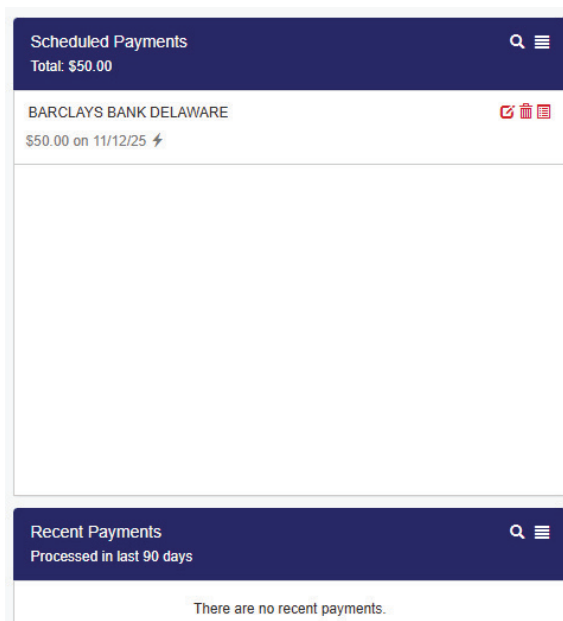 Scheduled Payments
Total: $50.00
BARCLAYS BANK DELAWARE
$50.00 on 11/12/25
Recent Payments
Processed in last 90 days
There are no recent payments.